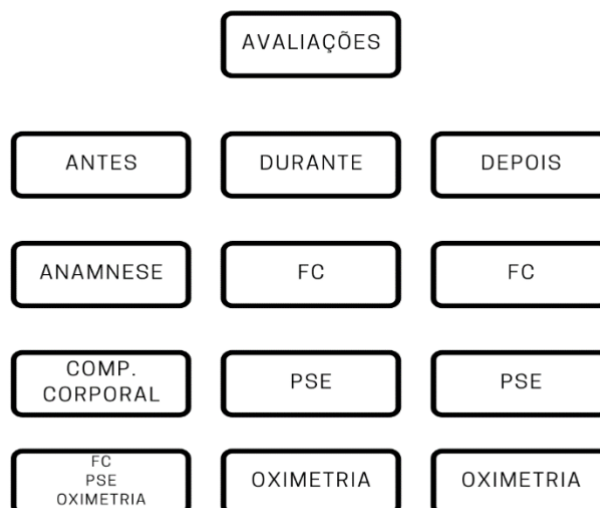 AVALIAÇÕES
ANTES
DURANTE
DEPOIS
ANAMNESE
FC
FC
COMP.
CORPORAL
PSE
PSE
FC
PSE
OXIMETRIA
OXIMETRIA
OXIMETRIA